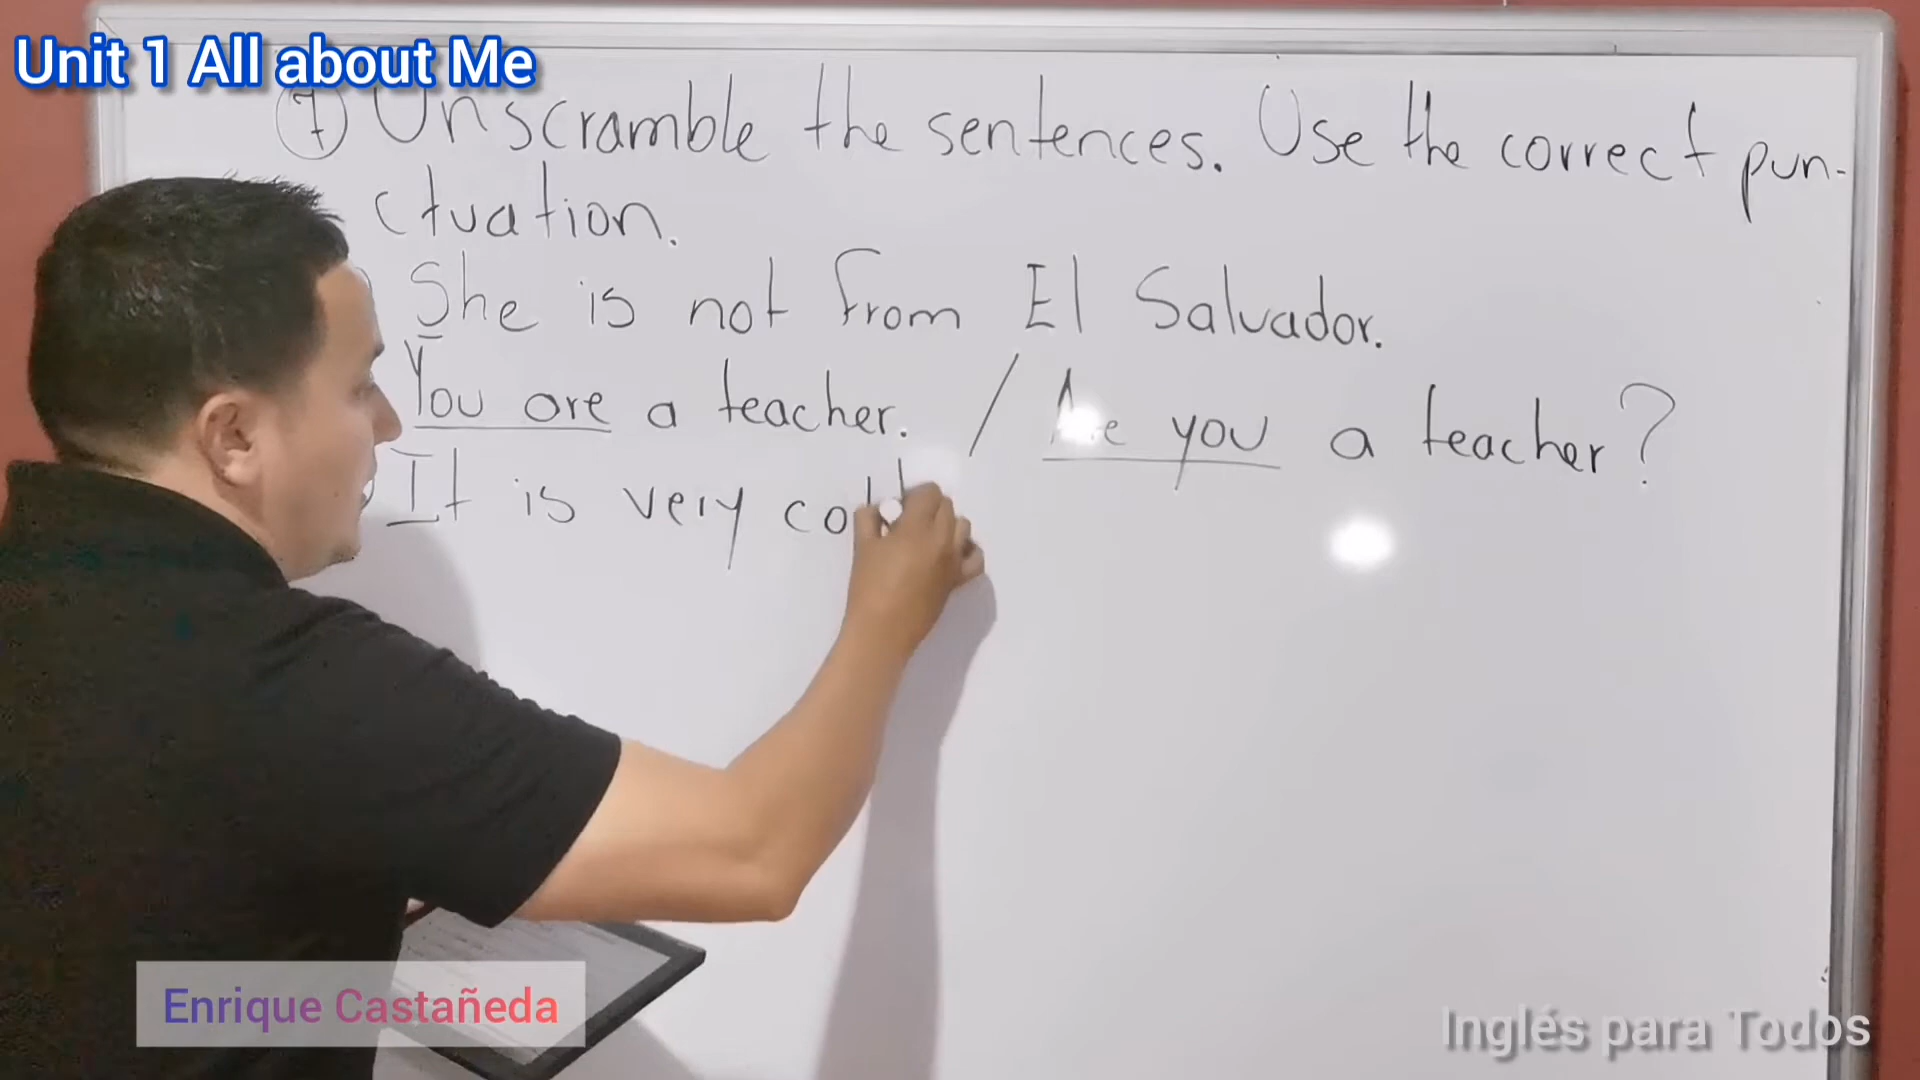 Unit 1 All about Me
7 Unscramble the sentences. Use the correct pun-
ctuation.
She is not from El Salvador.
You are a teacher. / Are you a teacher?
It is very
Enrique Castañeda
Inglés para Todos